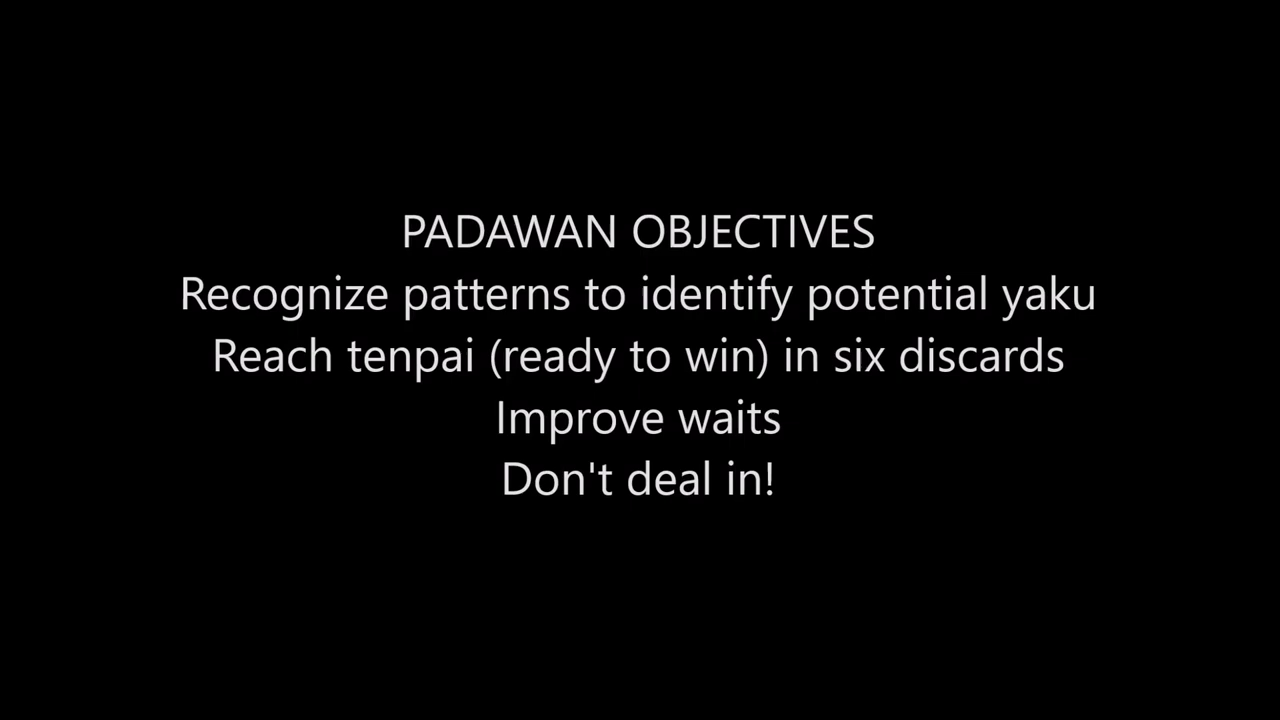 PADAWAN OBJECTIVES
Recognize patterns to identify potential yaku
Reach tenpai (ready to win) in six discards
Improve waits
Don't deal in!